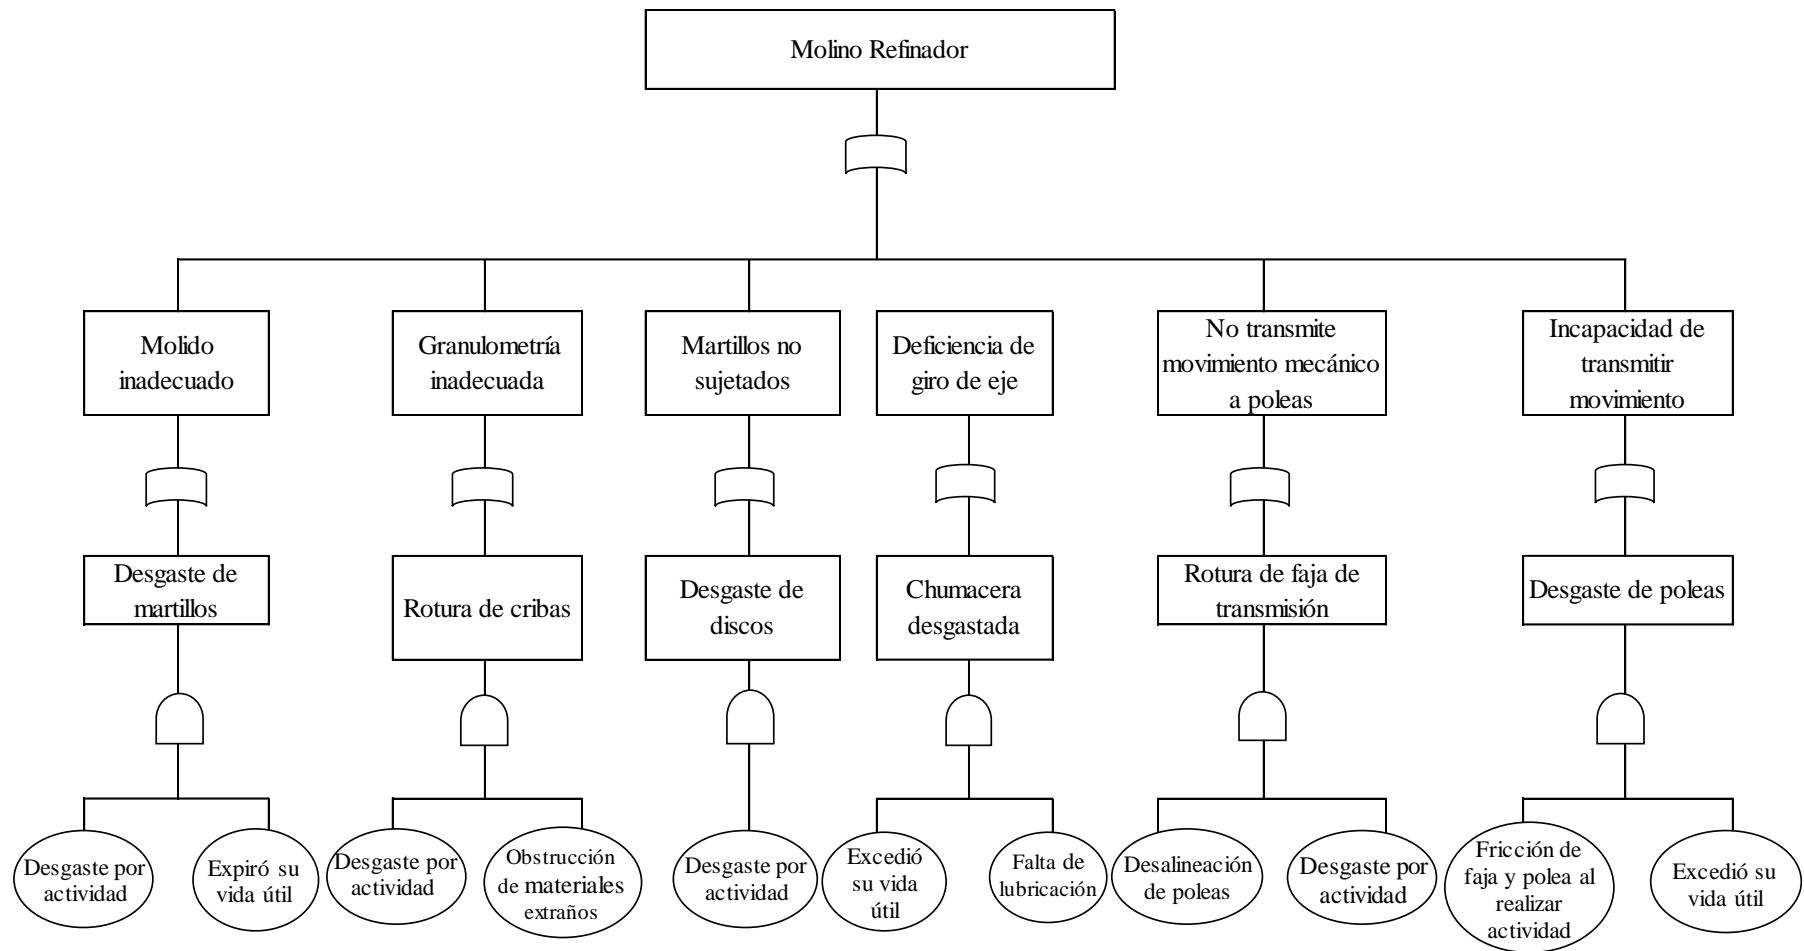 Molino Refinador
Molido
inadecuado
Granulometría
inadecuada
Martillos no
sujetados
Deficiencia de
giro de eje
No transmite
movimiento mecánico
a poleas
Incapacidad de
transmitir
movimiento
Desgaste de
martillos
Rotura de cribas
Desgaste de
discos
Chumacera
desgastada
Rotura de faja de
transmisión
Desgaste de poleas
Desgaste por
actividad
Expiró su
vida útil
Desgaste por
actividad
Obstrucción
de materiales
extraños
Desgaste por
actividad
Excedió
su vida
útil
Falta de
lubricación
Desalineación
de poleas
Desgaste por
actividad
Fricción de
faja y polea al
realizar
actividad
Excedió su
vida útil